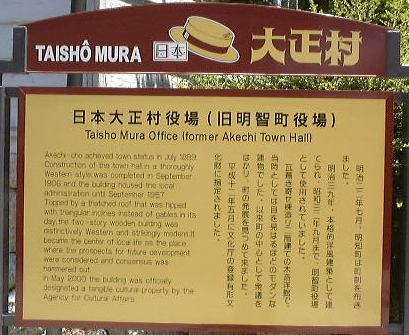 TAISHÔ MURA
日本
大正村
日本大正村役場（旧明智町役場）
Taisho Mura Office (former Akechi Town Hall)
Akechi-cho achieved town status in July 1889.
Construction of the town hall in a thoroughly
Western style, was completed in September
1906 and the building housed the local
administration until September 1957.
Topped by a thatched roof that was hipped
with triangular indices instead of gables in its
day, the two-story wooden building was
distinctively Western and strikingly modern. It
became the center of local life as the place
where the prospects for future development
were considered and consensus was
hammered out.
In May 2000 the building was officially
designated a tangible cultural property by the
Agency for Cultural Affairs.
明治二二年七月、明知町は町制を布き
ました。
明治三九年、本格的洋風建築として建
てられ、昭和三二年九月まで、明智町役場
として使用されていました。
瓦葺き寄せ棟造り二階建ての木造洋館で、
当時としては目を見はるほどのモダンな
建物でした。以来町の中心として衆議を
はかり、町の発展を見つめて来ました。
平成十二年五月に文化庁の登録有形文
化財に指定されました。